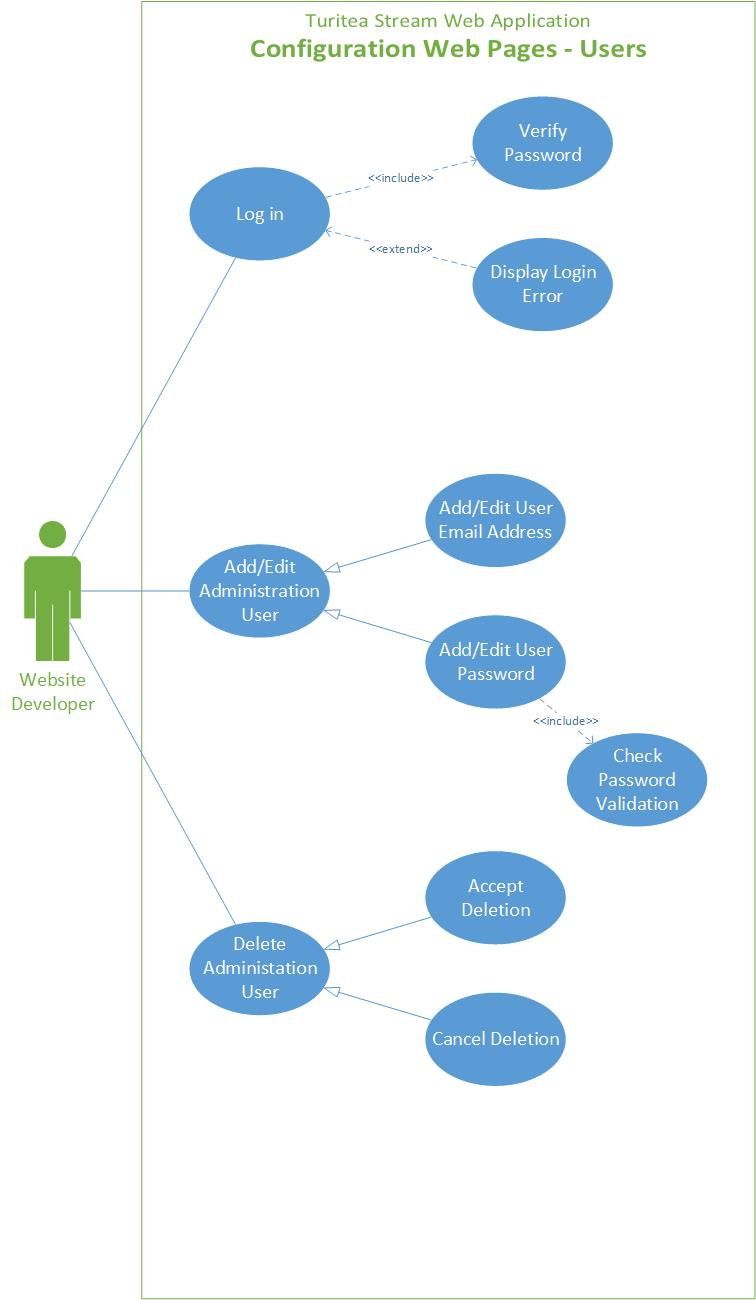 Turitea Stream Web Application
Configuration Web Pages - Users
Verify
Password
<<include>>
Log in
<<extend>>
Display Login
Error
Add/Edit User
Email Address
Add/Edit
Administration
User
Add/Edit User
Password
Website
Developer
<<include>>
Check
Password
Validation
Accept
Deletion
Delete
Administation
User
Cancel Deletion